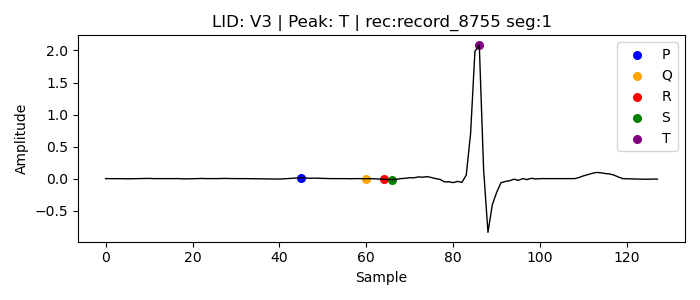 LID: V3 | Peak: T | rec:record_8755 seg:1
2.0
1.5
1.0
0.5
0.0
−0.5
Amplitude
0 20 40 60 80 100 120
Sample
P
Q
R
S
T